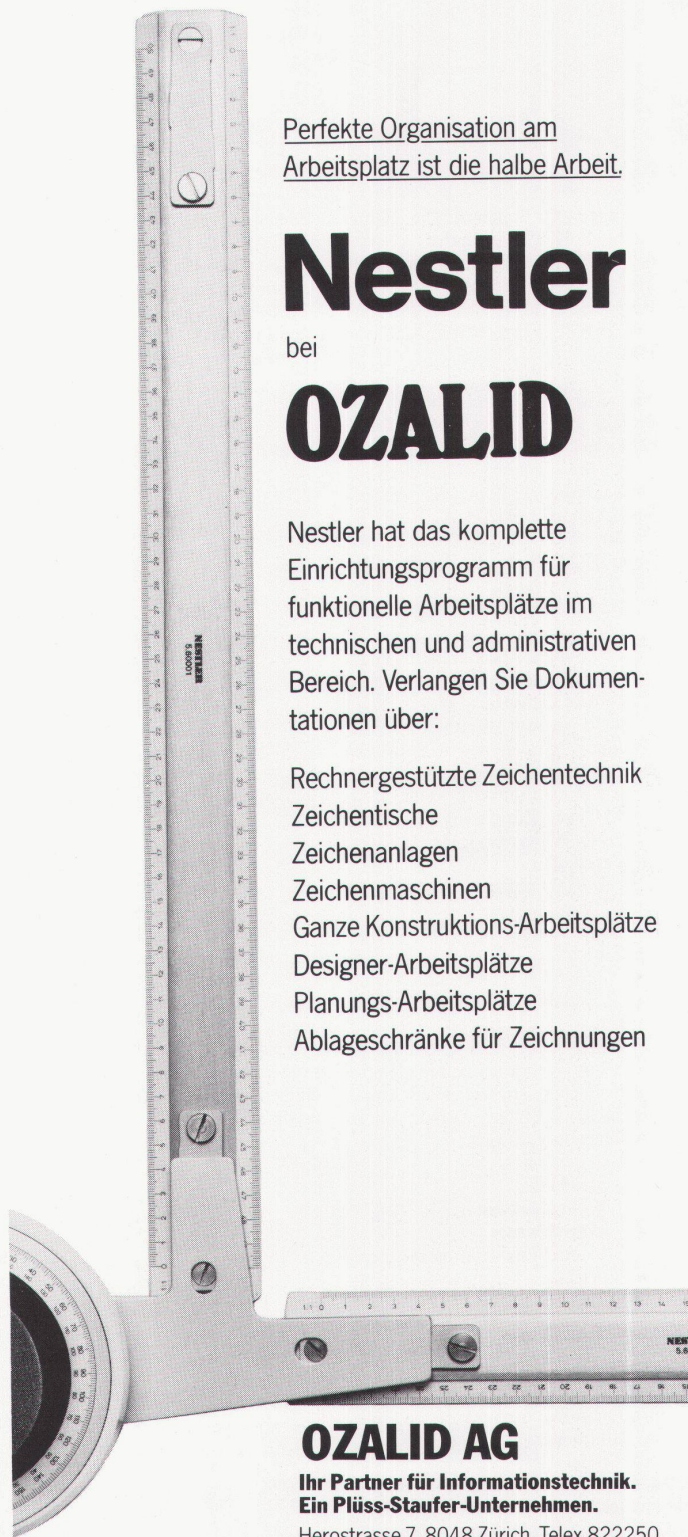 Perfekte Organisation am
Arbeitsplatz ist die halbe Arbeit.
Nestler
bei
OZALID
Nestler hat das komplette
Einrichtungsprogramm für
funktionelle Arbeitsplätze im
technischen und administrativen
Bereich. Verlangen Sie Dokumen-
tationen über:
Rechnergestützte Zeichentechnik
Zeichentische
Zeichenanlagen
Zeichenmaschinen
Ganze Konstruktions-Arbeitsplätze
Designer-Arbeitsplätze
Planungs-Arbeitsplätze
Ablageschränke für Zeichnungen
NESTLER
5.60001
OZALID AG
Ihr Partner für Informationstechnik.
Ein Plüss-Staufer-Unternehmen.
Herostrasse 7, 8048 Zürich, Telex 822250